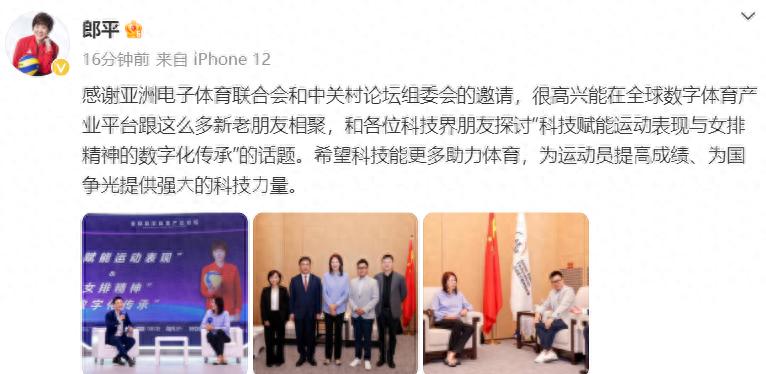 郎平
16分钟前 来自 iPhone 12
感谢亚洲电子体育联合会和中关村论坛组委会的邀请，很高兴能在全球数字体育产
业平台跟这么多新老朋友相聚，和各位科技界朋友探讨“科技赋能运动表现与女排
精神的数字化传承”的话题。希望科技能更多助力体育，为运动员提高成绩、为国
争光提供强大的科技力量。
赋能运动表现”
&
女排精神”
数字化传承”